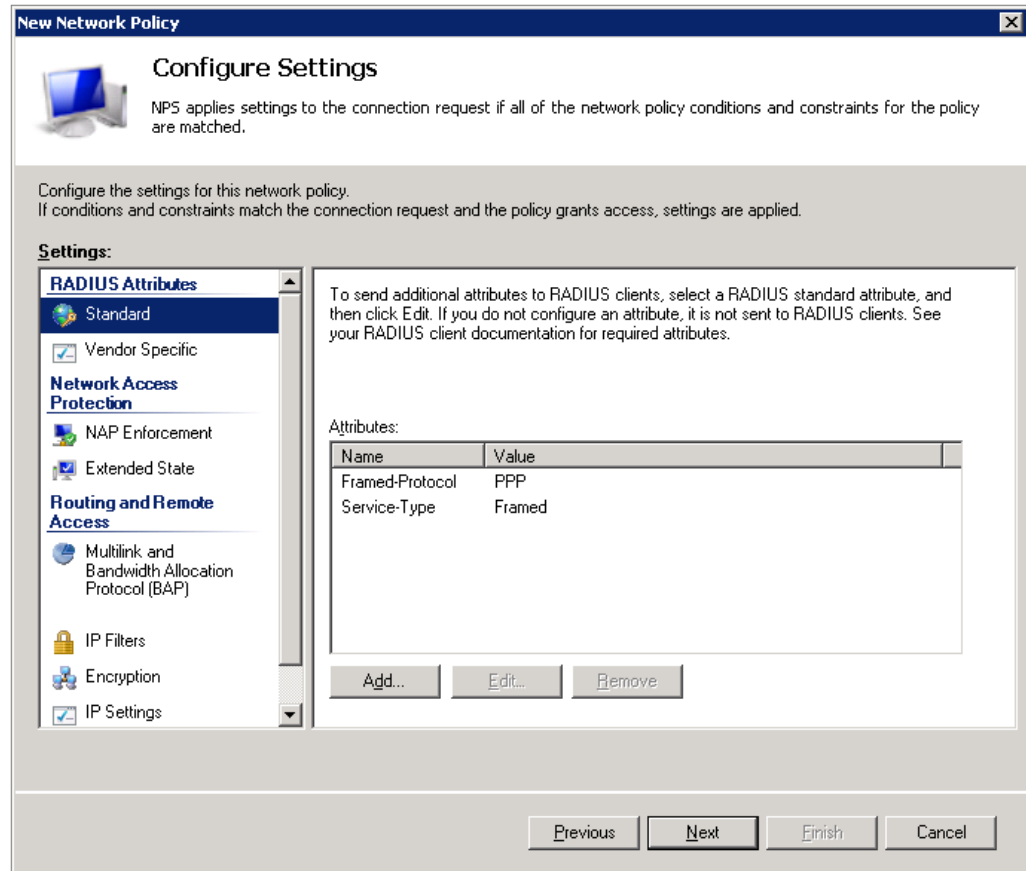 New Network Policy
Configure Settings
NPS applies settings to the connection request if all of the network policy conditions and constraints for the policy
are matched.
Configure the settings for this network policy.
If conditions and constraints match the connection request and the policy grants access, settings are applied.
Settings:
RADIUS Attributes
Standard
Vendor Specific
Network Access
Protection
NAP Enforcement
Extended State
Routing and Remote
Access
Multilink and
Bandwidth Allocation
Protocol (BAP)
IP Filters
Encryption
IP Settings
To send additional attributes to RADIUS clients, select a RADIUS standard attribute, and
then click Edit. If you do not configure an attribute, it is not sent to RADIUS clients. See
your RADIUS client documentation for required attributes.
Attributes:
Name Value
Framed-Protocol PPP
Service-Type Framed
Add... Edit... Remove
Previous Next Finish Cancel